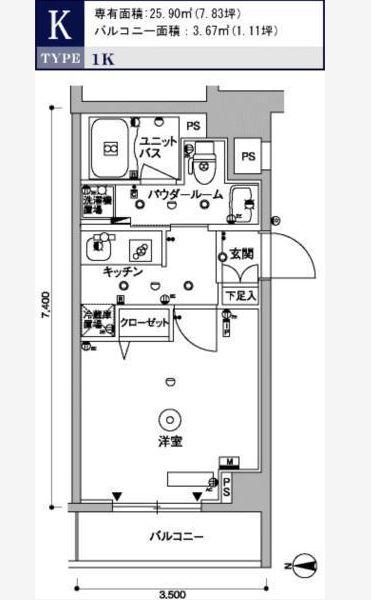 K
TYPE
専有面積:25.90㎡(7.83坪)
バルコニー面積:3.67㎡(1.11坪)
1K
PS
ユニット
バス
PS
パウダールーム
洗濯機
置場
玄関
キッチン
下足入
7,400
冷蔵庫
置場
クローゼット
洋室
M
PS
バルコニー
N
3.500